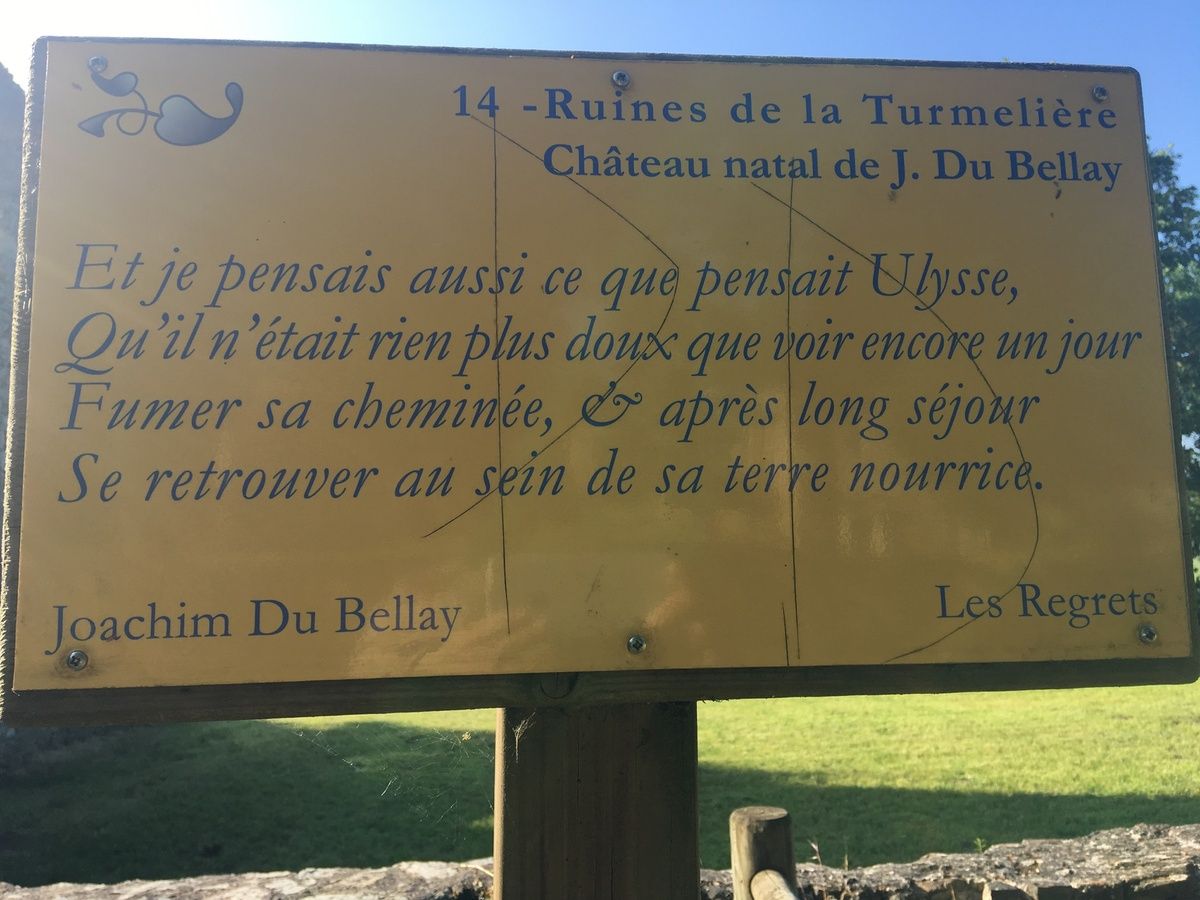 14 -Ruines de la Turmelière
Château natal de J. Du Bellay
Et je pensais aussi ce que pensait Ulysse,
Qu'il n'était rien plus doux que voir encore un jour
Fumer sa cheminée, & après long séjour
Se retrouver au sein de sa terre nourrice.
Joachim Du Bellay
Les Regrets